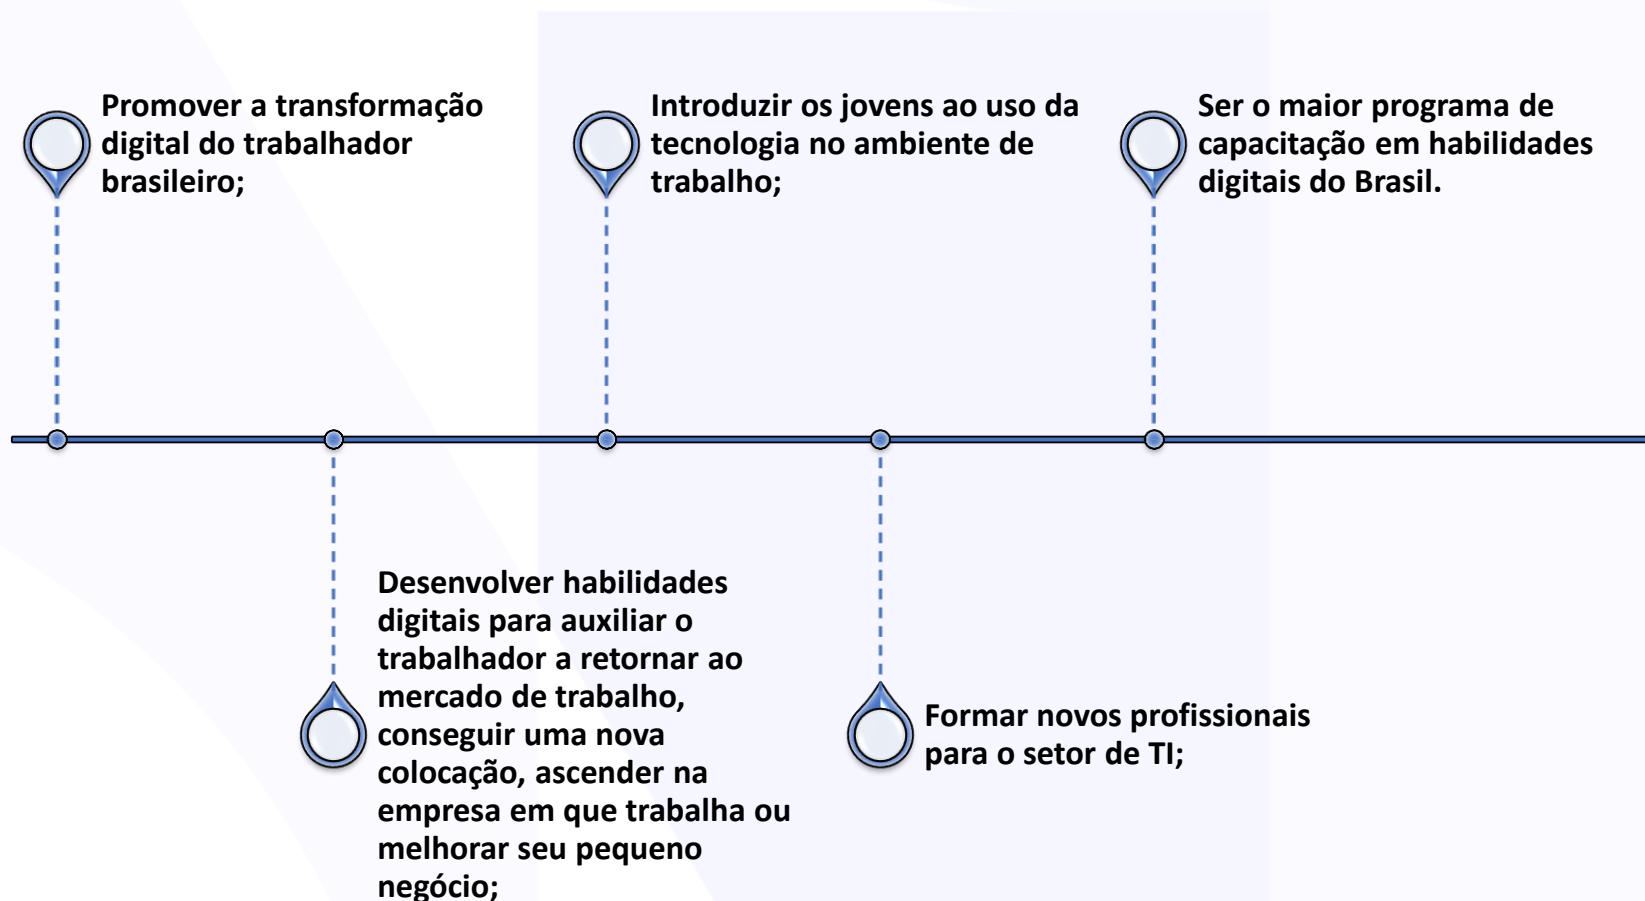 Promover a transformação
digital do trabalhador
brasileiro;
Desenvolver habilidades
digitais para auxiliar o
trabalhador a retornar ao
mercado de trabalho,
conseguir uma nova
colocação, ascender na
empresa em que trabalha ou
melhorar seu pequeno
negócio;
Introduzir os jovens ao uso da
tecnologia no ambiente de
trabalho;
Formar novos profissionais
para o setor de TI;
Ser o maior programa de
capacitação em habilidades
digitais do Brasil.